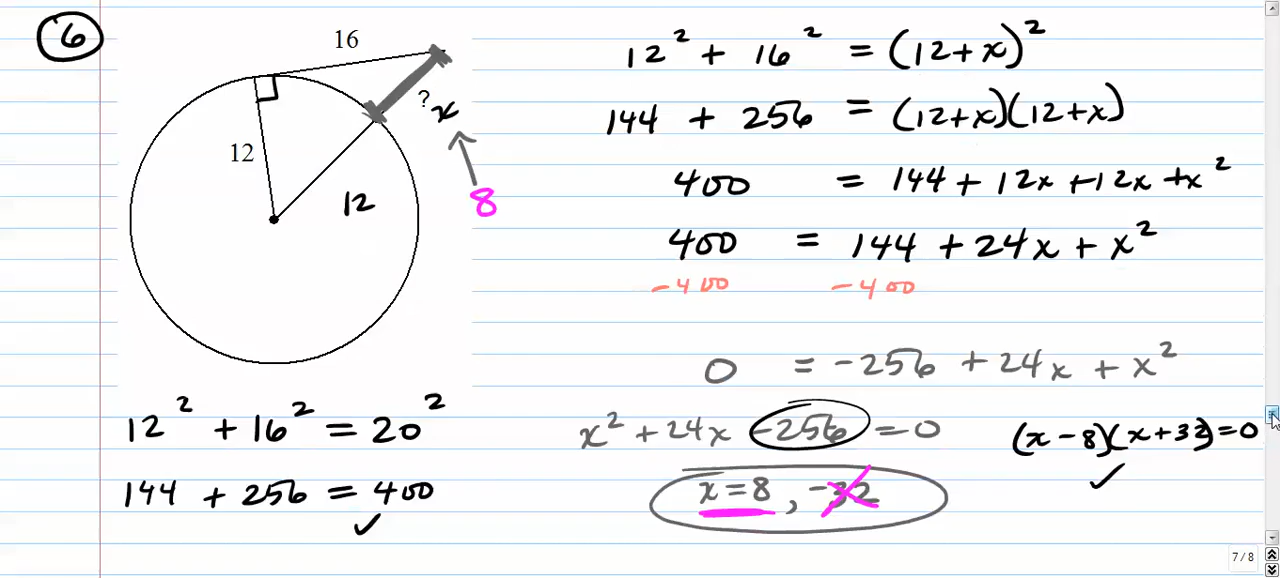 6
16
12² + 16² = (12+x)²
? x
144 + 256 = (12+x)(12+x)
12
400 = 144 + 12x + 12x + x²
12
8
400 = 144 + 24x + x²
-400 -400
0 = -256 + 24x + x²
12² + 16² = 20²
x² + 24x - 256 = 0
(x-8)(x+32)=0
144 + 256 = 400
x = 8, -32
7 / 8